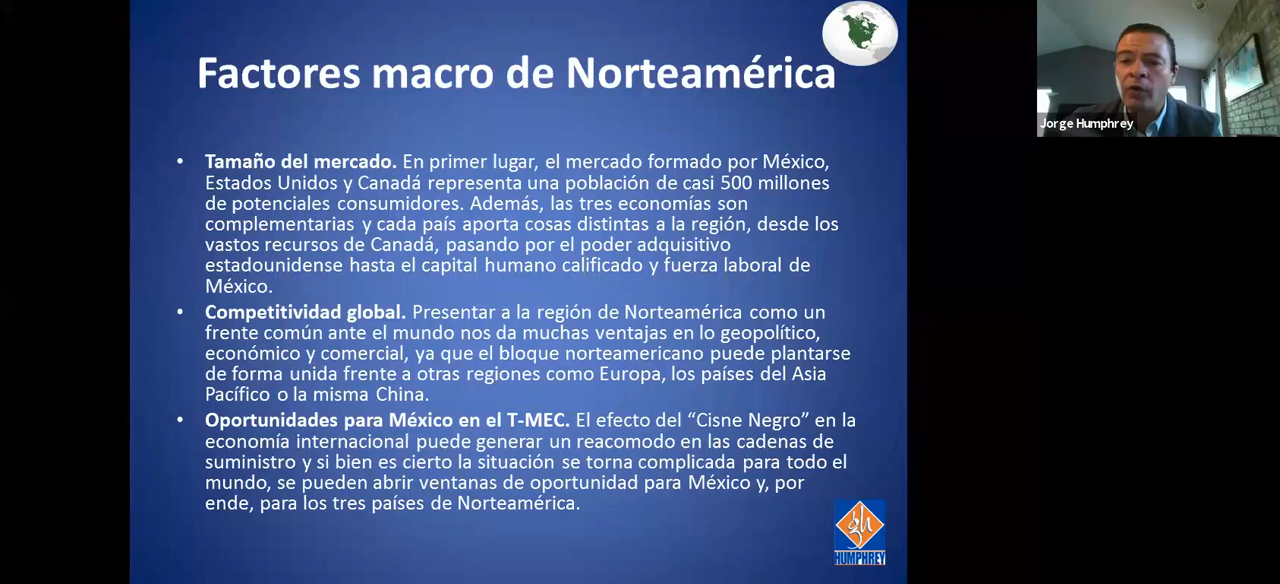 Factores macro de Norteamérica
• Tamaño del mercado. En primer lugar, el mercado formado por México,
Estados Unidos y Canadá representa una población de casi 500 millones
de potenciales consumidores. Además, las tres economías son
complementarias y cada país aporta cosas distintas a la región, desde los
vastos recursos de Canadá, pasando por el poder adquisitivo
estadounidense hasta el capital humano calificado y fuerza laboral de
México.
• Competitividad global. Presentar a la región de Norteamérica como un
frente común ante el mundo nos da muchas ventajas en lo geopolítico,
económico y comercial, ya que el bloque norteamericano puede plantarse
de forma unida frente a otras regiones como Europa, los países del Asia
Pacífico o la misma China.
• Oportunidades para México en el T-MEC. El efecto del “Cisne Negro” en la
economía internacional puede generar un reacomodo en las cadenas de
suministro y si bien es cierto la situación se torna complicada para todo el
mundo, se pueden abrir ventanas de oportunidad para México y, por
ende, para los tres países de Norteamérica.
gh
HUMPHREY
Jorge Humphrey